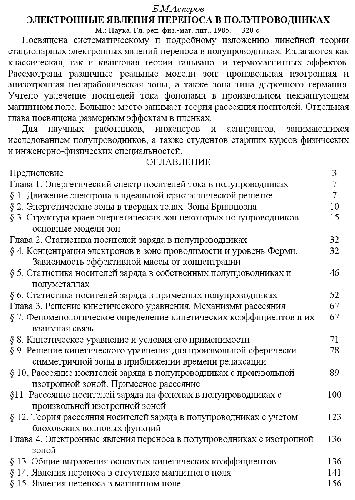 Б.М.Аскеров
ЭЛЕКТРОННЫЕ ЯВЛЕНИЯ ПЕРЕНОСА В ПОЛУПРОВОДНИКАХ
М.: Наука. Гл. ред. физ.-мат. лит., 1985. 320 с.
Посвящена систематическому и подробному изложению линейной теории
стационарных электронных явлений переноса в полупроводниках. Излагаются как
классическая, так и квантовая теории гальвано- и термомагнитных эффектов.
Рассмотрены различные реальные модели зон: произвольная изотропная и
анизотропная непараболическая зоны, а также зона типа дырочного германия.
Учтено увлечение носителей тока фононами в произвольном неквантующем
магнитном поле. Большое место занимает теория рассеяния носителей. Отдельная
глава посвящена размерным эффектам в пленках.
Для научных работников, инженеров и аспирантов, занимающихся
исследованием полупроводников, а также студентов старших курсов физических
и инженерно-физических специальностей.
ОГЛАВЛЕНИЕ
Предисловие 3
Глава 1. Энергетический спектр носителей тока в полупроводниках 7
§ 1. Движение электрона в идеальной кристаллической решетке 7
§ 2. Энергетические зоны в твердых телах. Зоны Бриллюэна 10
§ 3. Структура краев энергетических зон некоторых полупроводников – 15
основные модели зон
Глава 2. Статистика носителей заряда в полупроводниках 32
§ 4. Концентрация электронов в зоне проводимости и уровень Ферми. 32
Зависимость эффективной массы от концентрации
§ 5. Статистика носителей заряда в собственных полупроводниках и 46
полуметаллах
§ 6. Статистика носителей заряда в примесных полупроводниках 52
Глава 3. Решение кинетического уравнения. Механизмы рассеяния 67
§ 7. Феноменологическое определение кинетических коэффициентов и их 67
взаимная связь
§ 8. Кинетическое уравнение и условия его применимости 71
§ 9. Решение кинетического уравнения для произвольной сферически 78
симметричной зоны в приближении времени релаксации
§ 10. Рассеяние носителей заряда в полупроводниках с произвольной 89
изотропной зоной. Примесное рассеяние
§11. Рассеяние носителей заряда на фононах в полупроводниках с 100
произвольной изотропной зоной
§ 12. Теория рассеяния носителей заряда в полупроводниках с учетом 123
блоховских волновых функций
Глава 4. Электронные явления переноса в полупроводниках с изотропной 136
зоной
§ 13. Общие выражения основных кинетических коэффициентов 136
§ 14. Явления переноса в отсутствие магнитного поля 141
§ 15. Явления переноса в магнитном поле 156